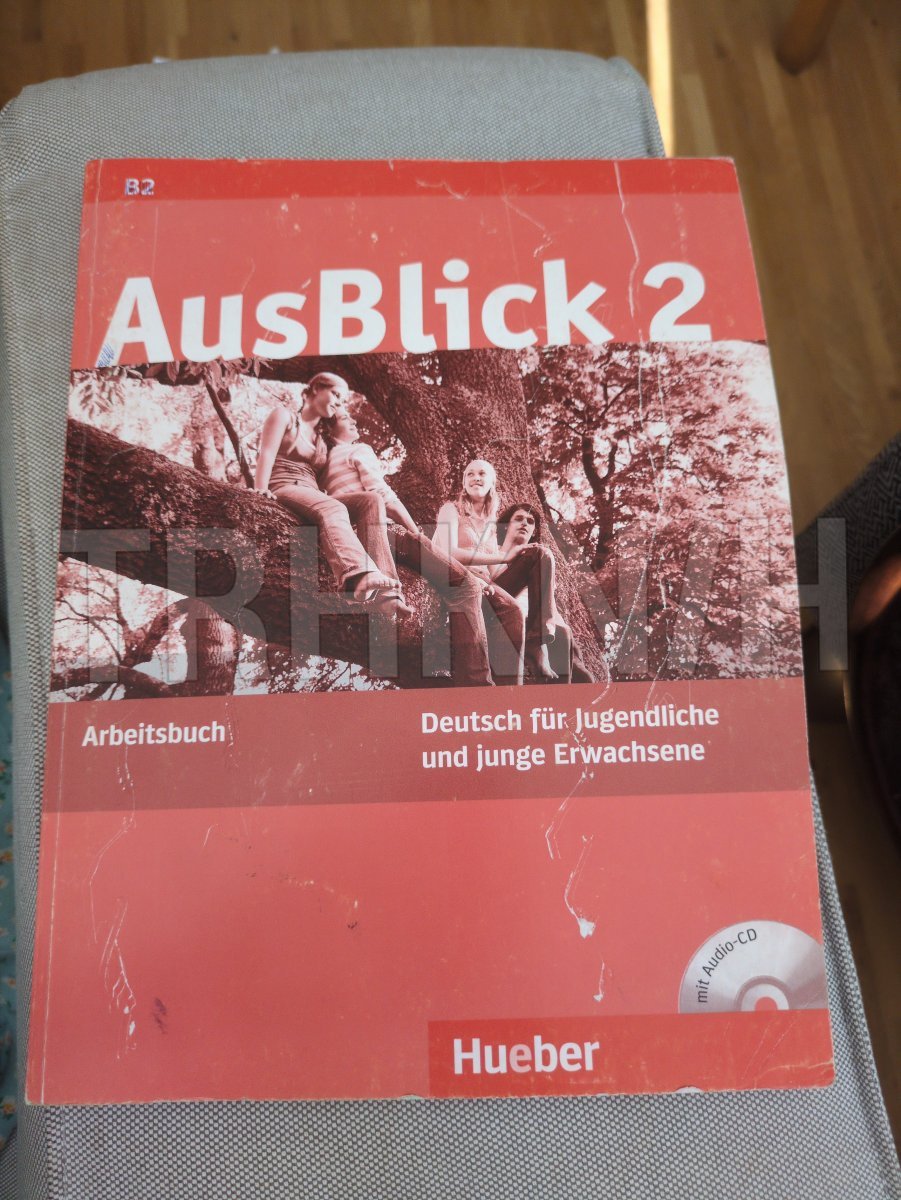 B2
AusBlick 2
Arbeitsbuch
Deutsch für Jugendliche
und junge Erwachsene
mit Audio-CD
Hueber